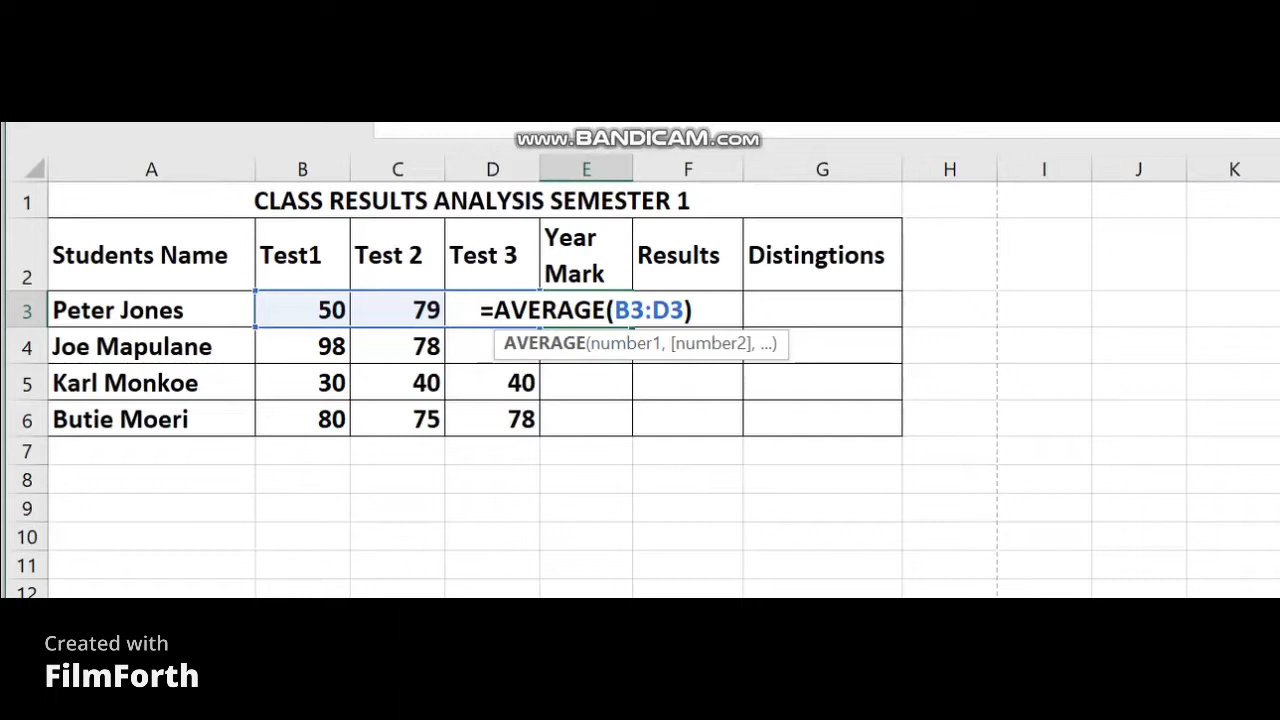 www.BANDICAM.com
A B C D E F G H I J K
1 CLASS RESULTS ANALYSIS SEMESTER 1
2 Students Name Test1 Test 2 Test 3 Year Mark Results Distingtions
3 Peter Jones 50 79 =AVERAGE(B3:D3)
4 Joe Mapulane 98 78 AVERAGE(number1, [number2], ...)
5 Karl Monkoe 30 40 40
6 Butie Moeri 80 75 78
7
8
9
10
11
12
Created with
FilmForth